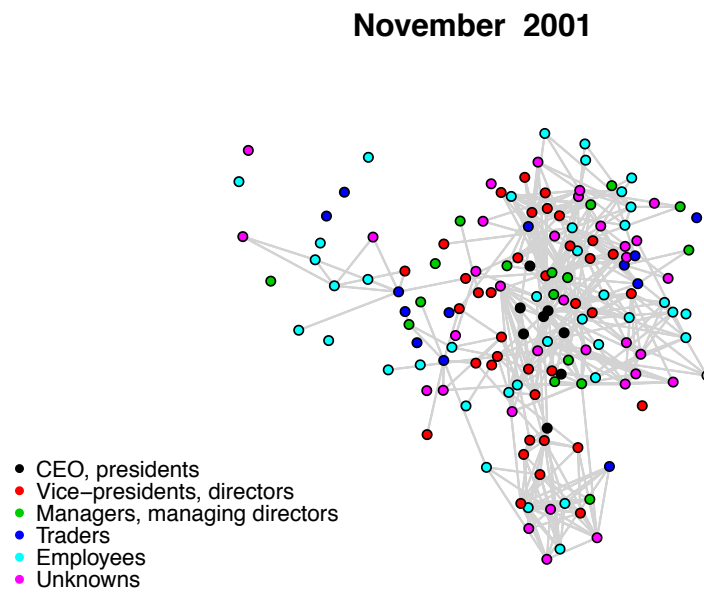 November 2001
CEO, presidents
Vice−presidents, directors
Managers, managing directors
Traders
Employees
Unknowns